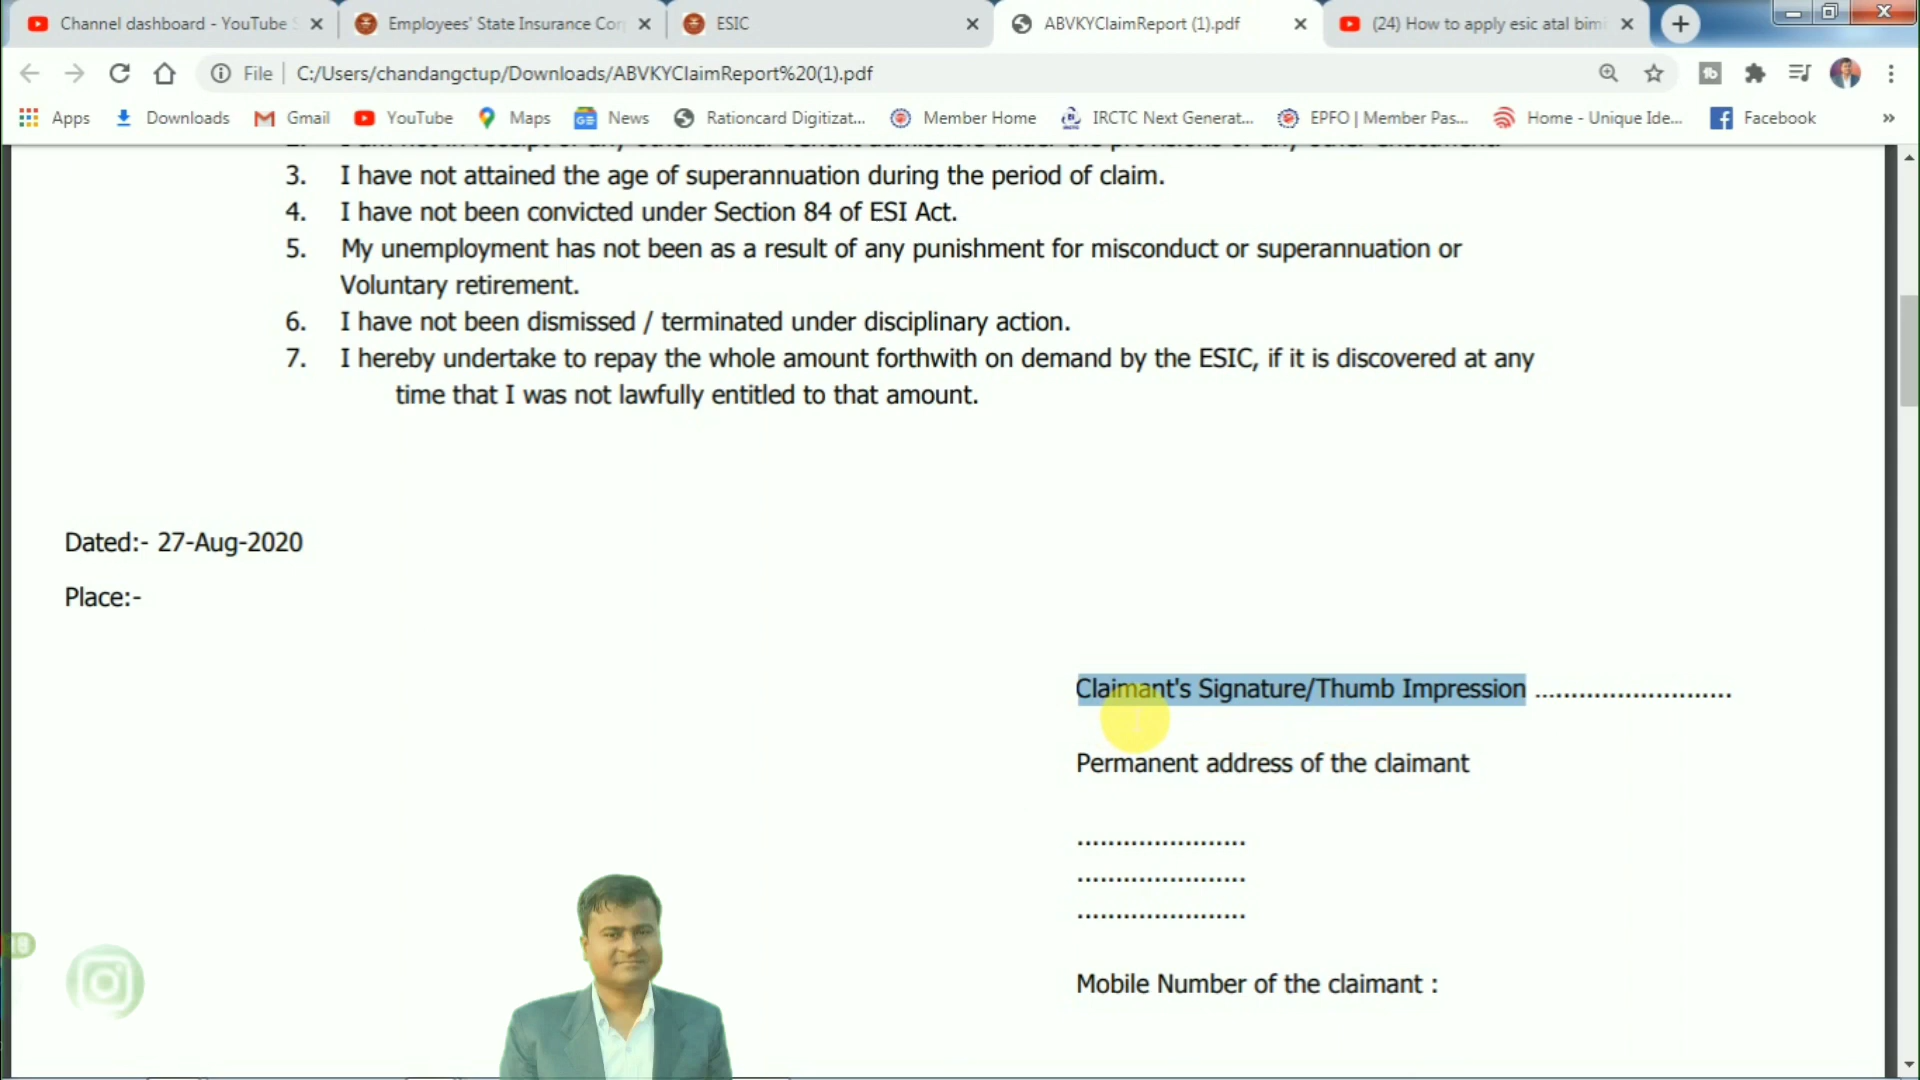 Channel dashboard - YouTube
Employees' State Insurance Cor
ESIC
ABVKYClaimReport (1).pdf
(24) How to apply esic atal bim
File
C:/Users/chandangctup/Downloads/ABVKYClaimReport%20(1).pdf
Apps
Downloads
Gmail
YouTube
Maps
News
Rationcard Digitizat...
Member Home
IRCTC Next Generat...
EPFO | Member Pas...
Home - Unique Ide...
Facebook
»
3. I have not attained the age of superannuation during the period of claim.
4. I have not been convicted under Section 84 of ESI Act.
5. My unemployment has not been as a result of any punishment for misconduct or superannuation or
Voluntary retirement.
6. I have not been dismissed / terminated under disciplinary action.
7. I hereby undertake to repay the whole amount forthwith on demand by the ESIC, if it is discovered at any
time that I was not lawfully entitled to that amount.
Dated:- 27-Aug-2020
Place:-
Claimant's Signature/Thumb Impression ...........................
Permanent address of the claimant
......................
......................
......................
Mobile Number of the claimant :